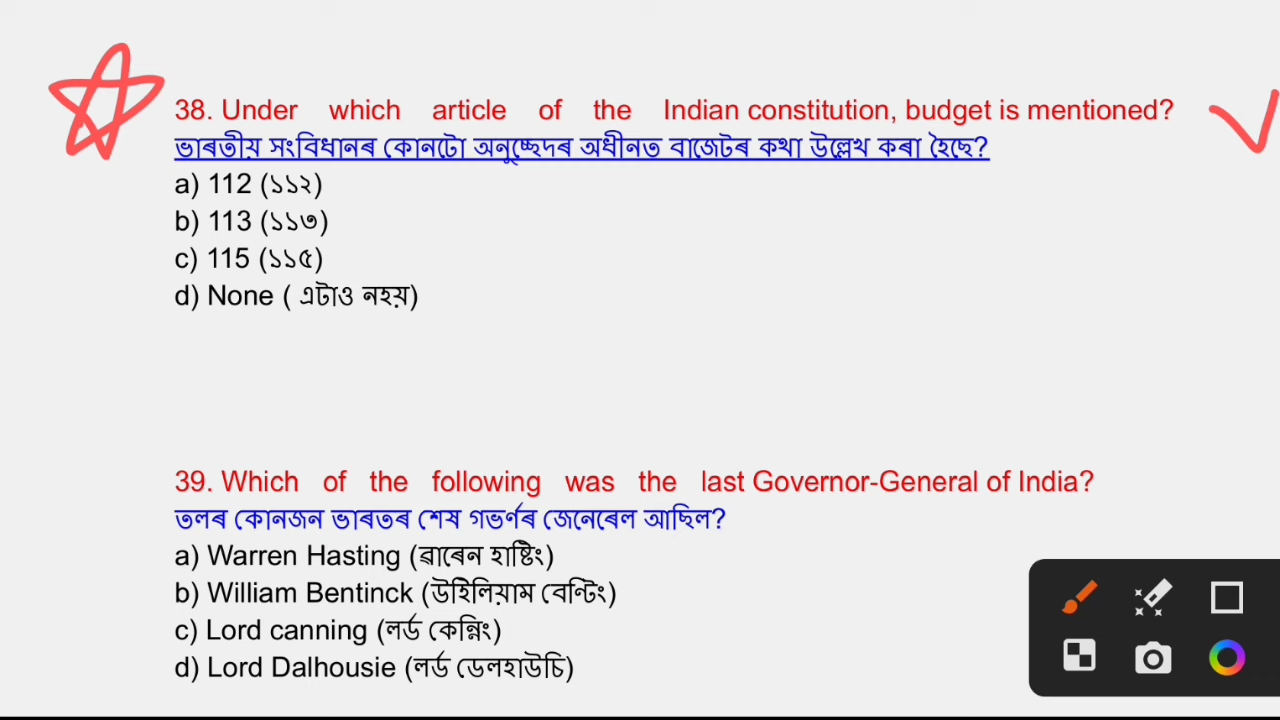 38. Under which article of the Indian constitution, budget is mentioned?
ভাৰতীয় সংবিধানৰ কোনটো অনুচ্ছেদৰ অধীনত বাজেটৰ কথা উল্লেখ কৰা হৈছে?
a) 112 (১১২)
b) 113 (১১৩)
c) 115 (১১৫)
d) None ( এটাও নহয়)
39. Which of the following was the last Governor-General of India?
তলৰ কোনজন ভাৰতৰ শেষ গভৰ্ণৰ জেনেৰেল আছিল?
a) Warren Hasting (ৱাৰেন হাষ্টিং)
b) William Bentinck (উইিলিয়াম বেন্টিং)
c) Lord canning (লৰ্ড কেন্নিং)
d) Lord Dalhousie (লৰ্ড ডেলহাউচি)